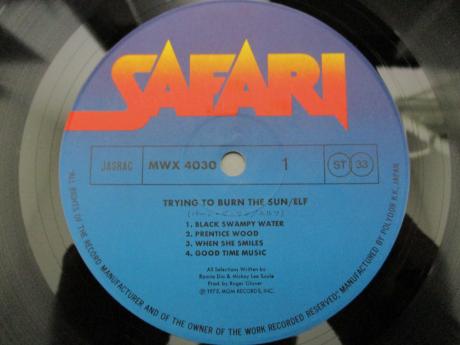 SAFARI
JASRAC
MWX 4030
1
ST 33
TRYING TO BURN THE SUN/ELF
1. BLACK SWAMPY WATER
2. PRENTICE WOOD
3. WHEN SHE SMILES
4. GOOD TIME MUSIC
All Selections Written by
Ronnie Dio & Mickey Lee Soule
Prod. by Roger Glover
Ⓟ 1975, MGM RECORDS, INC.
ALL RIGHTS OF THE RECORD MANUFACTURER AND OF THE OWNER OF THE WORK RECORDED RESERVED; MANUFACTURED BY POLYDOR K.K., JAPAN